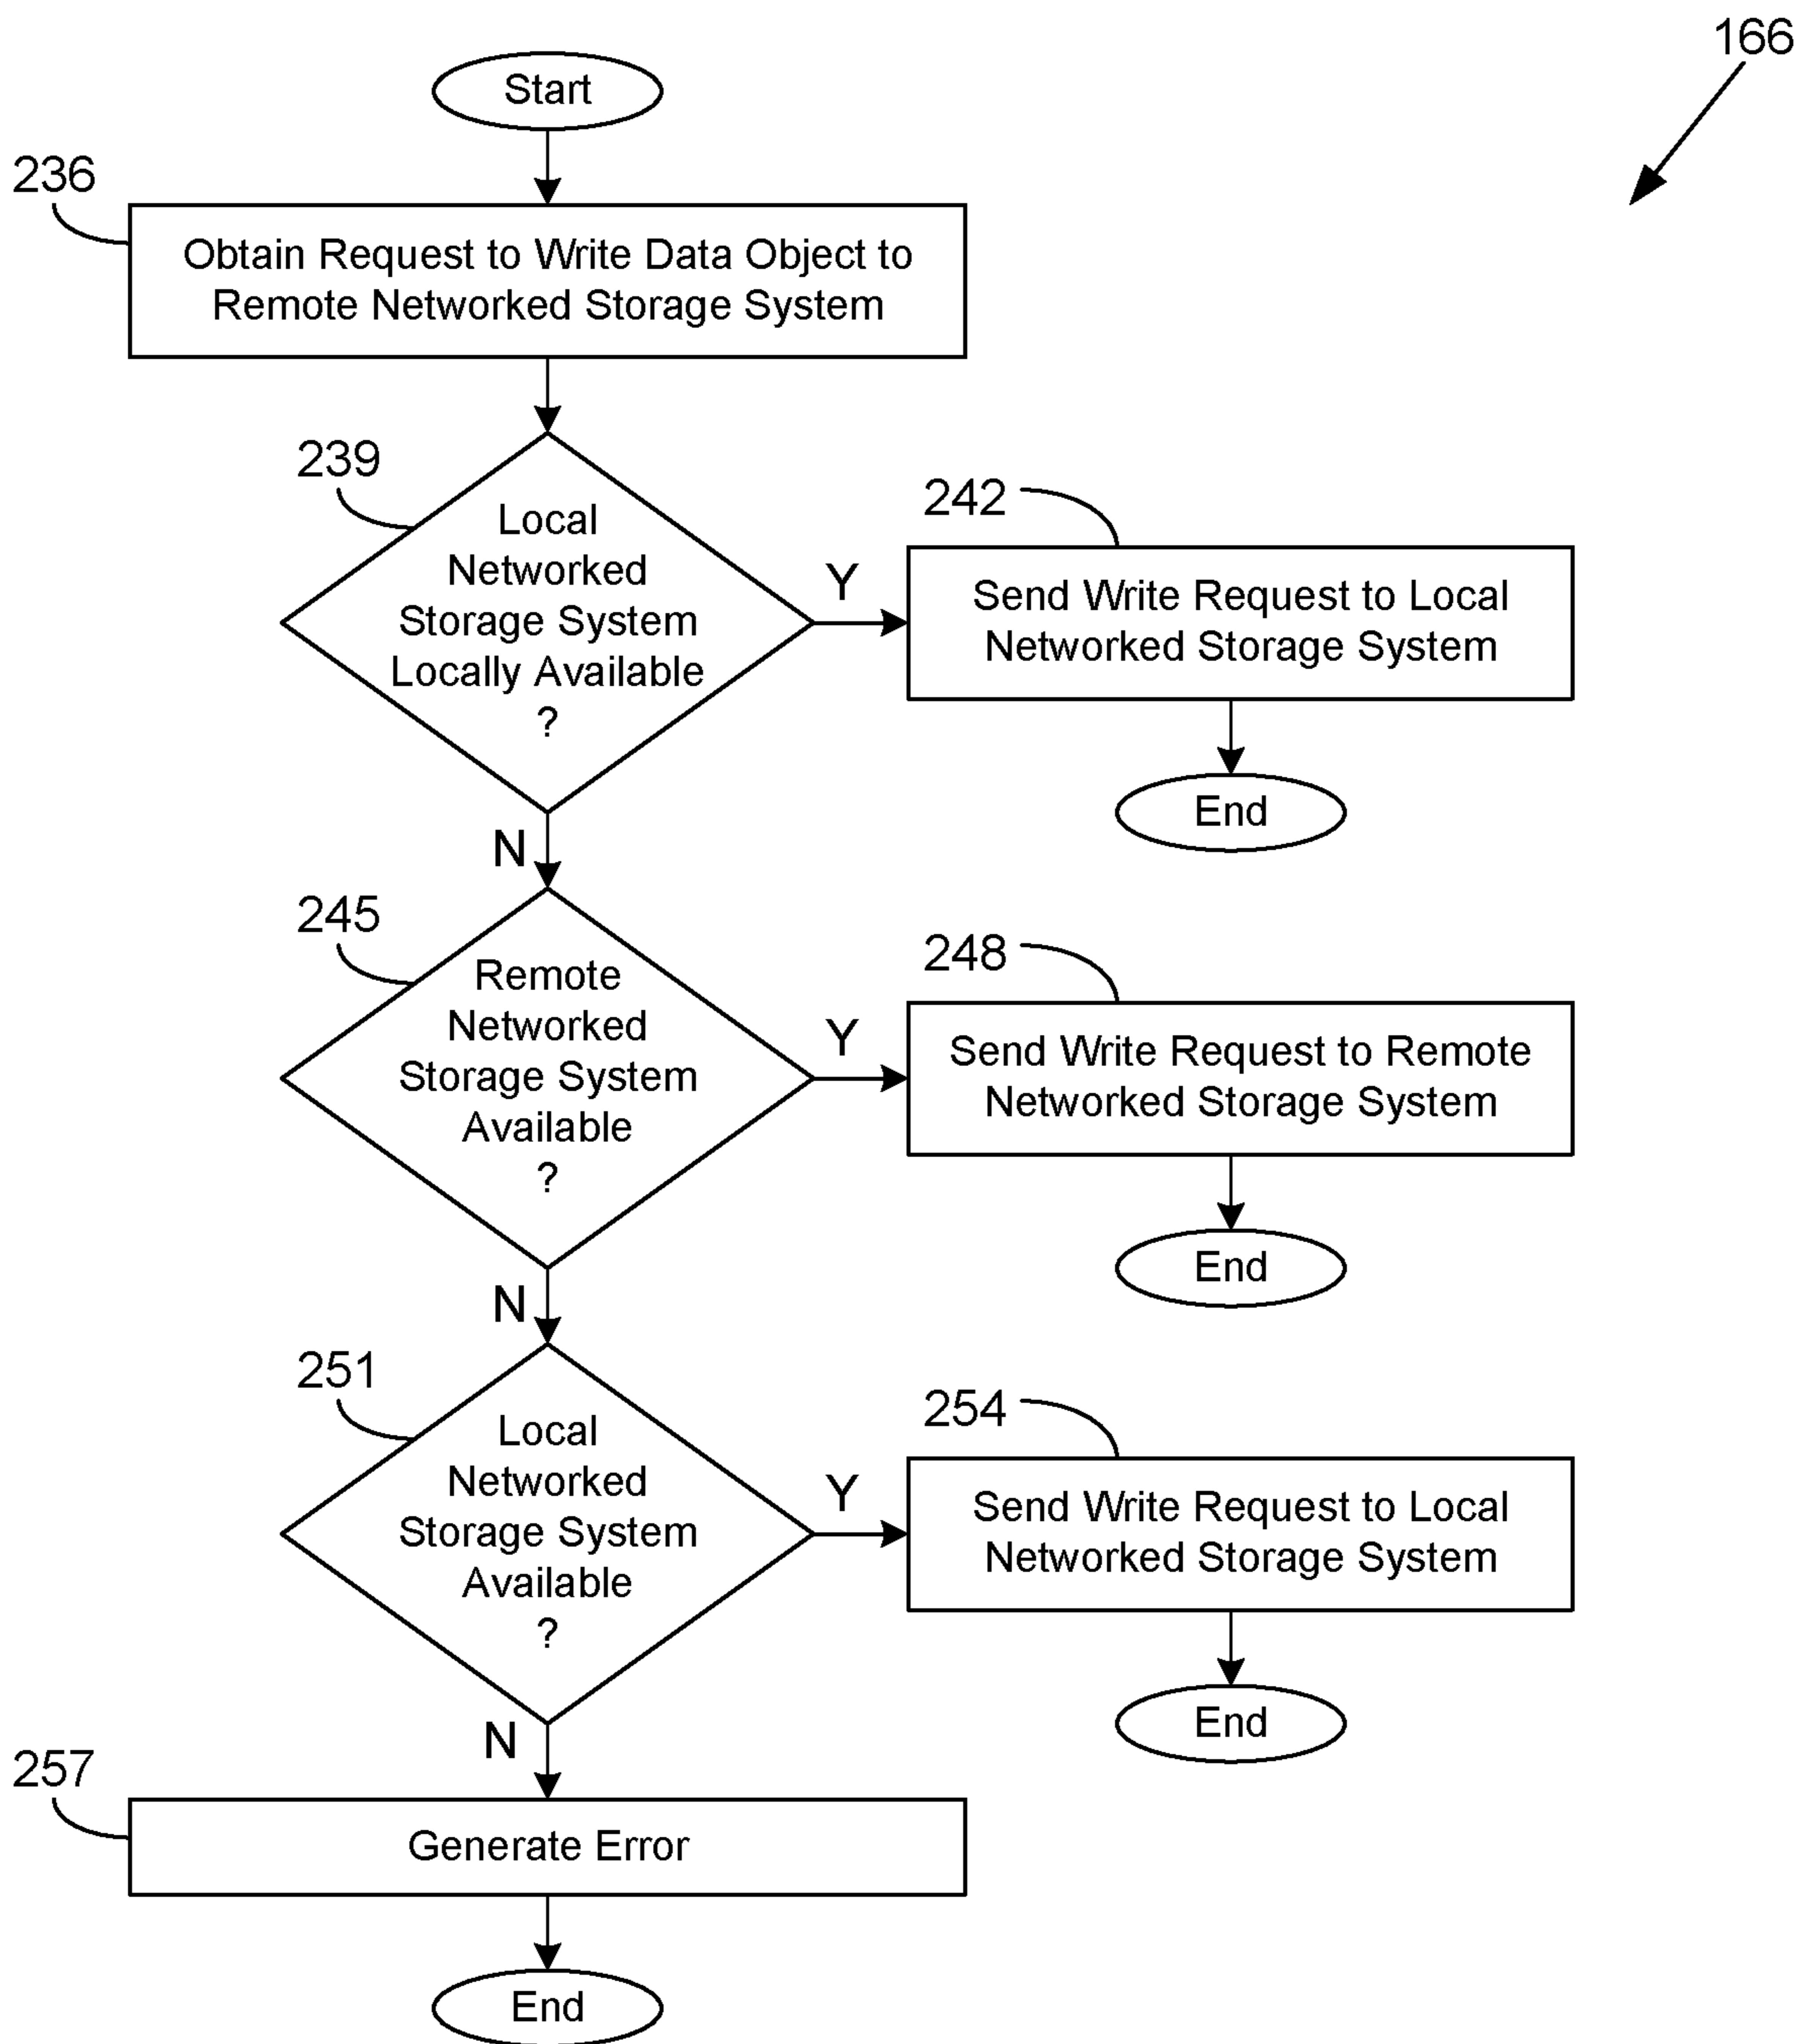 166
Start
236
Obtain Request to Write Data Object to
Remote Networked Storage System
239
Local
Networked
Storage System
Locally Available
?
Y
242
Send Write Request to Local
Networked Storage System
End
N
245
Remote
Networked
Storage System
Available
?
Y
248
Send Write Request to Remote
Networked Storage System
End
N
251
Local
Networked
Storage System
Available
?
Y
254
Send Write Request to Local
Networked Storage System
End
N
257
Generate Error
End